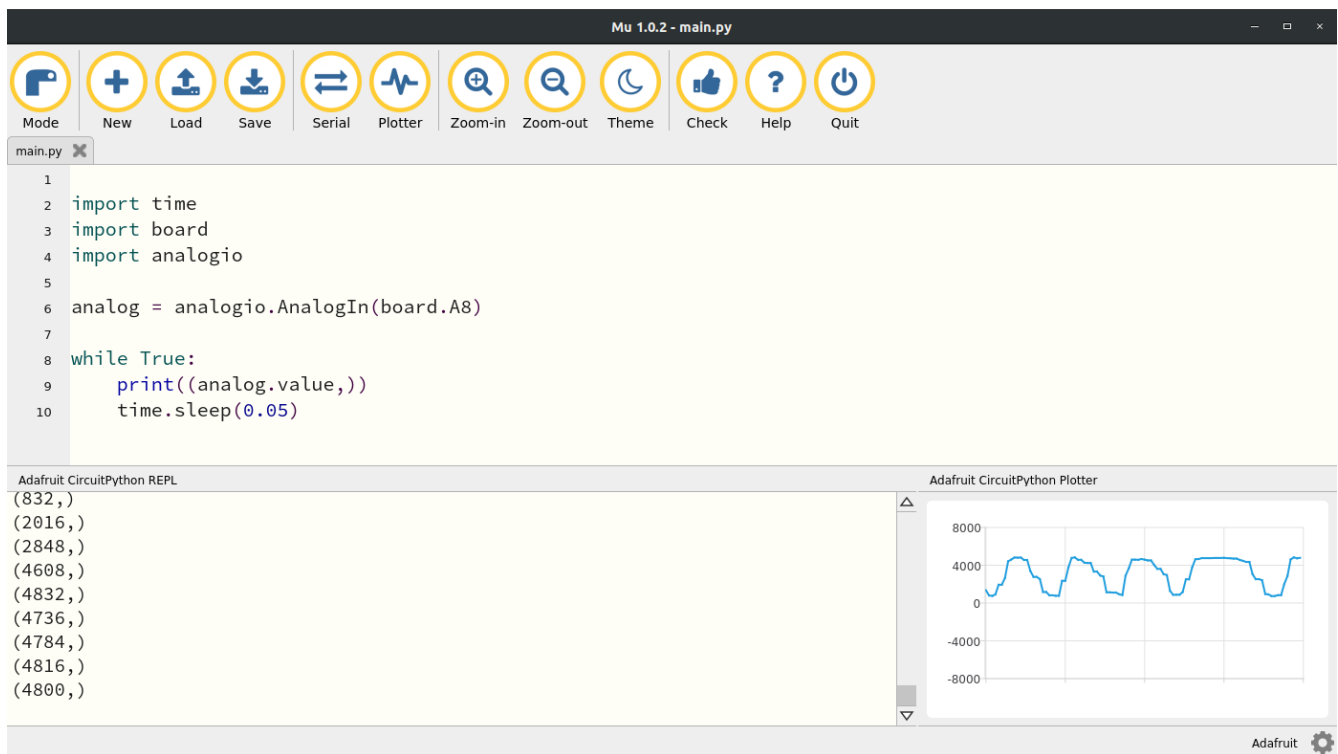 Mu 1.0.2 - main.py
Mode New Load Save Serial Plotter Zoom-in Zoom-out Theme Check Help Quit
main.py
1
2 import time
3 import board
4 import analogio
5
6 analog = analogio.AnalogIn(board.A8)
7
8 while True:
9     print((analog.value,))
10     time.sleep(0.05)
Adafruit CircuitPython REPL
(832,)
(2016,)
(2848,)
(4608,)
(4832,)
(4736,)
(4784,)
(4816,)
(4800,)
Adafruit CircuitPython Plotter
8000
4000
0
-4000
-8000
Adafruit